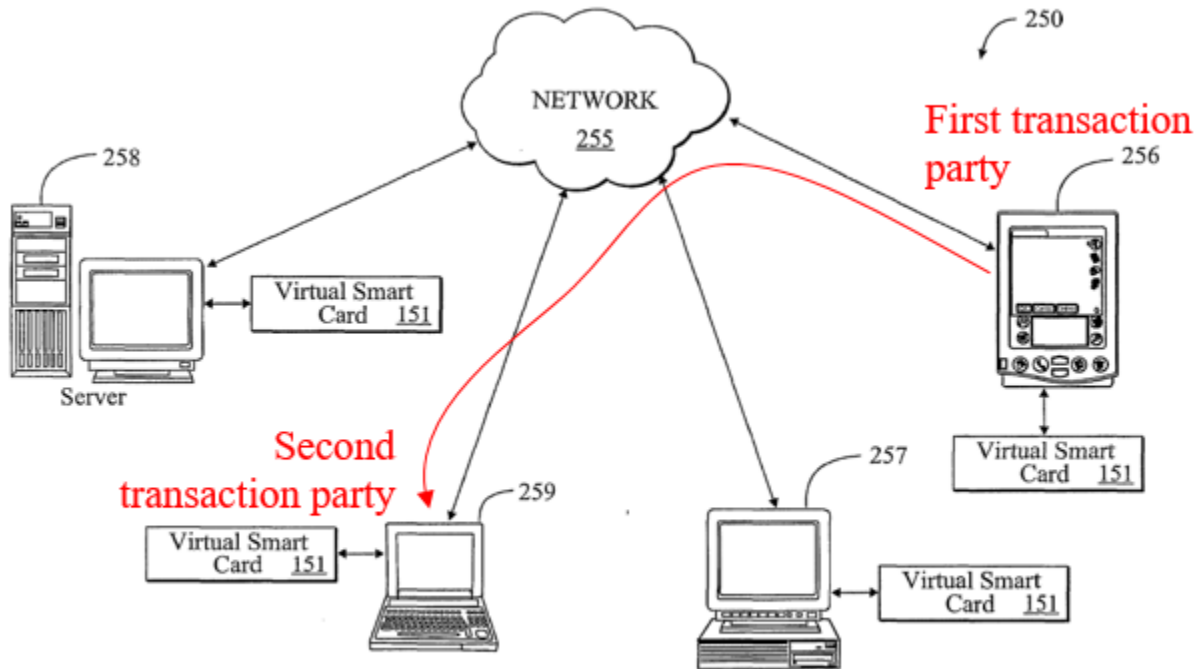 250
NETWORK
255
First transaction
party
256
258
Virtual Smart
Card 151
Server
Second
transaction party
259
257
Virtual Smart
Card 151
Virtual Smart
Card 151
Virtual Smart
Card 151